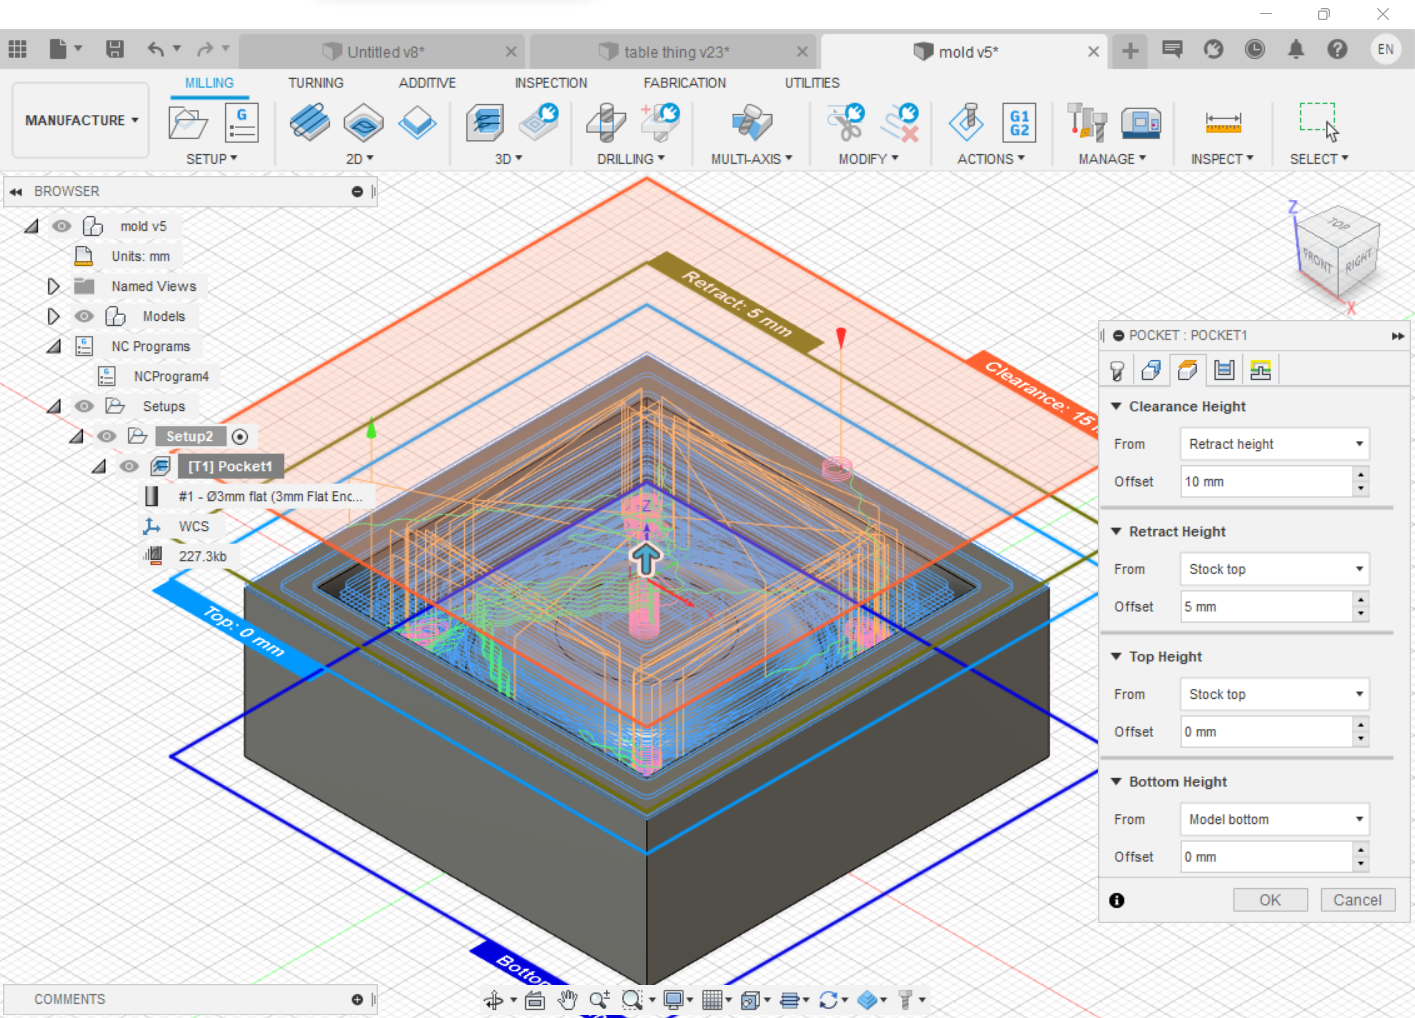 Untitled v8*
table thing v23*
mold v5*
EN
MANUFACTURE
MILLING
TURNING
ADDITIVE
INSPECTION
FABRICATION
UTILITIES
G
G1
G2
SETUP
2D
3D
DRILLING
MULTI-AXIS
MODIFY
ACTIONS
MANAGE
INSPECT
SELECT
BROWSER
mold v5
Units: mm
Named Views
Models
NC Programs
NCProgram4
Setups
Setup2
[T1] Pocket1
#1 - Ø3mm flat (3mm Flat Enc...
WCS
227.3kb
Retract: 5 mm
Clearance: 15
Top: 0 mm
Z
Z
TOP
FRONT
RIGHT
X
POCKET : POCKET1
Clearance Height
From Retract height
Offset 10 mm
Retract Height
From Stock top
Offset 5 mm
Top Height
From Stock top
Offset 0 mm
Bottom Height
From Model bottom
Offset 0 mm
OK Cancel
COMMENTS